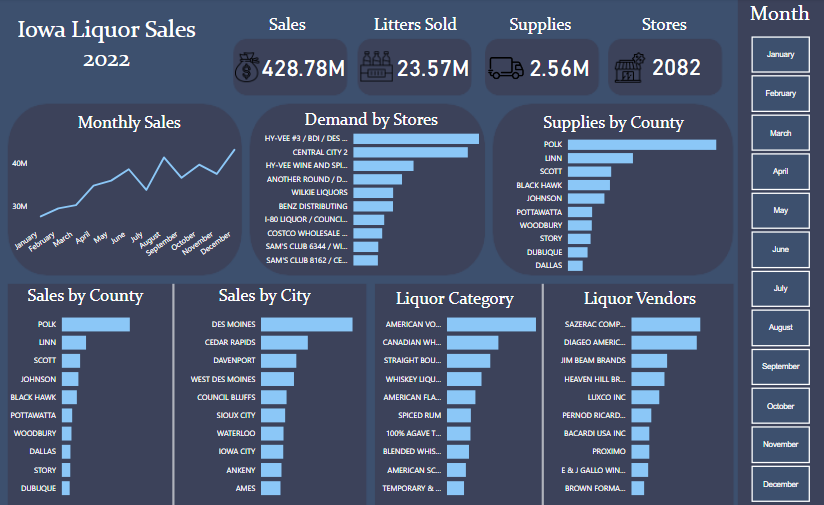 Iowa Liquor Sales
2022
Sales
428.78M
Litters Sold
23.57M
Supplies
2.56M
Stores
2082
Month
January
February
March
April
May
June
July
August
September
October
November
December
Monthly Sales
40M
30M
January
February
March
April
May
June
July
August
September
October
November
December
Demand by Stores
HY-VEE #3 / BDI / DES ...
CENTRAL CITY 2
HY-VEE WINE AND SPI...
ANOTHER ROUND / D...
WILKIE LIQUORS
BENZ DISTRIBUTING
I-80 LIQUOR / COUNCI...
COSTCO WHOLESALE ...
SAM'S CLUB 6344 / WI...
SAM'S CLUB 8162 / CE...
Supplies by County
POLK
LINN
SCOTT
BLACK HAWK
JOHNSON
POTTAWATTA
WOODBURY
STORY
DUBUQUE
DALLAS
Sales by County
POLK
LINN
SCOTT
JOHNSON
BLACK HAWK
POTTAWATTA
WOODBURY
DALLAS
STORY
DUBUQUE
Sales by City
DES MOINES
CEDAR RAPIDS
DAVENPORT
WEST DES MOINES
COUNCIL BLUFFS
SIOUX CITY
WATERLOO
IOWA CITY
ANKENY
AMES
Liquor Category
AMERICAN VO...
CANADIAN WH...
STRAIGHT BOU...
WHISKEY LIQU...
AMERICAN FLA...
SPICED RUM
100% AGAVE T...
BLENDED WHIS...
AMERICAN SC...
TEMPORARY & ...
Liquor Vendors
SAZERAC COMP...
DIAGEO AMERIC...
JIM BEAM BRANDS
HEAVEN HILL BR...
LUXCO INC
PERNOD RICARD...
BACARDI USA INC
PROXIMO
E & J GALLO WIN...
BROWN FORMA...